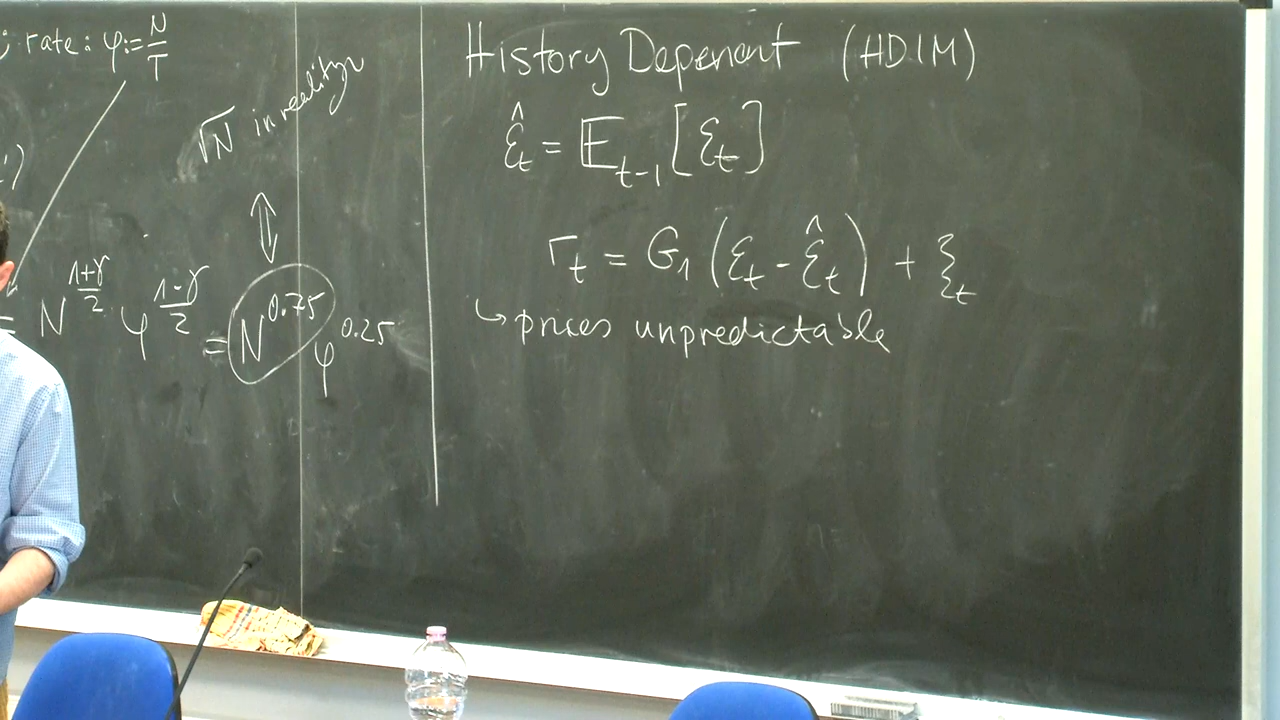 rate: φ := N/T
√N in reality
N^{1+γ/2} φ^{1-γ/2} = N^{0.75} φ^{0.25}
History Depenant (HDIM)
ε̂_t = 𝔼_{t-1} [ε_t]
r_t = G_1 (ε_t - ε̂_t) + ξ_t
↳ prices unpredictable